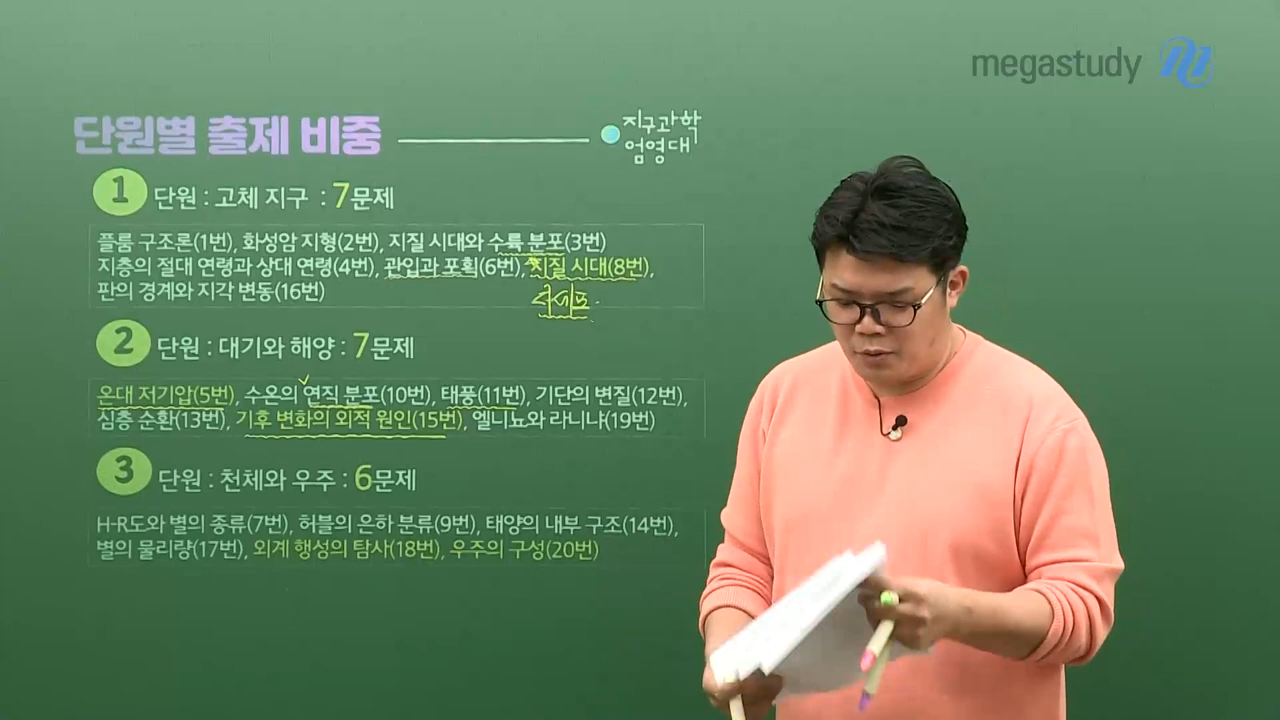 megastudy
단원별 출제 비중
지구과학
엄영대
1 단원 : 고체 지구 : 7문제
플룸 구조론(1번), 화성암 지형(2번), 지질 시대와 수륙 분포(3번)
지층의 절대 연령과 상대 연령(4번), 관입과 포획(6번), 지질 시대(8번),
판의 경계와 지각 변동(16번)
2 단원 : 대기와 해양 : 7문제
온대 저기압(5번), 수온의 연직 분포(10번), 태풍(11번), 기단의 변질(12번),
심층 순환(13번), 기후 변화의 외적 원인(15번), 엘니뇨와 라니냐(19번)
3 단원 : 천체와 우주 : 6문제
H-R도와 별의 종류(7번), 허블의 은하 분류(9번), 태양의 내부 구조(14번),
별의 물리량(17번), 외계 행성의 탐사(18번), 우주의 구성(20번)